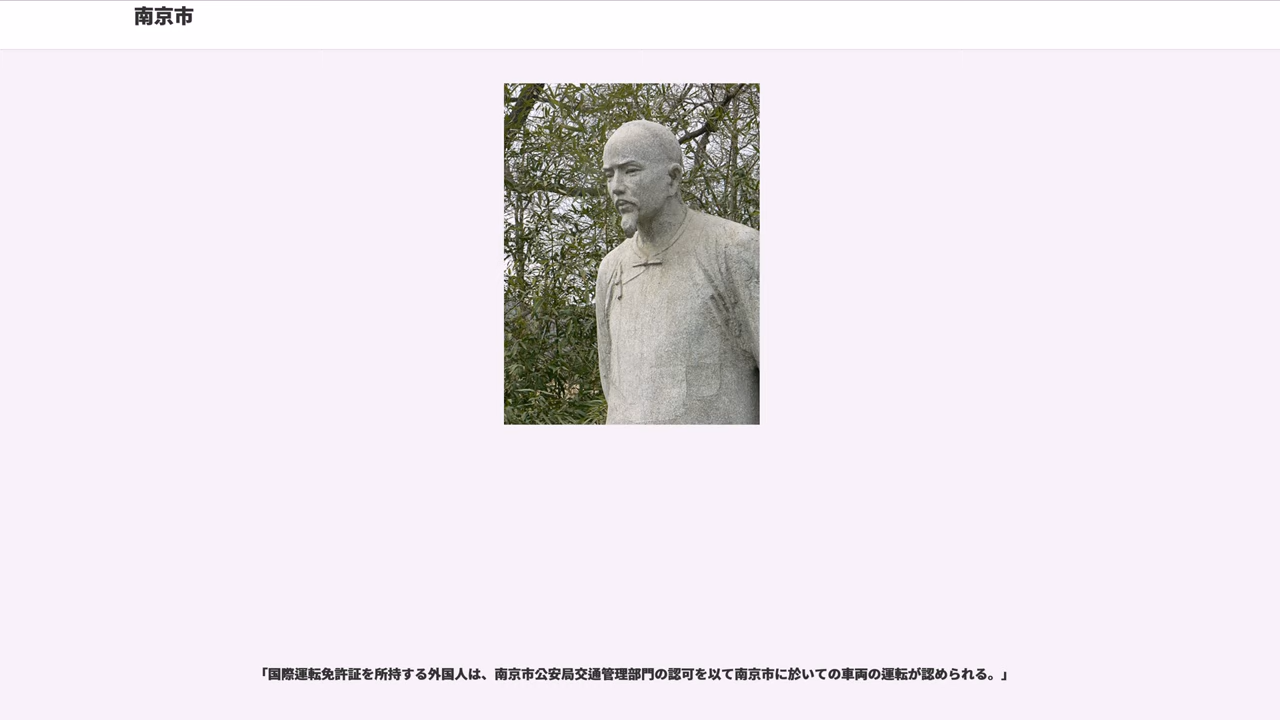 南京市
「国際運転免許証を所持する外国人は、南京市公安局交通管理部門の認可を以て南京市に於いての車両の運転が認められる。」